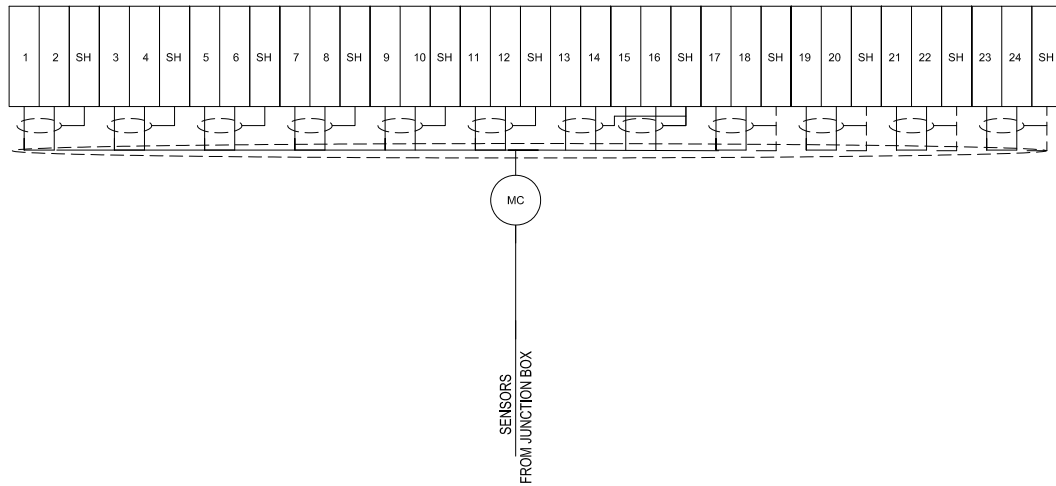 1 2 SH 3 4 SH 5 6 SH 7 8 SH 9 10 SH 11 12 SH 13 14 15 16 SH 17 18 SH 19 20 SH 21 22 SH 23 24 SH
MC
SENSORS
FROM JUNCTION BOX